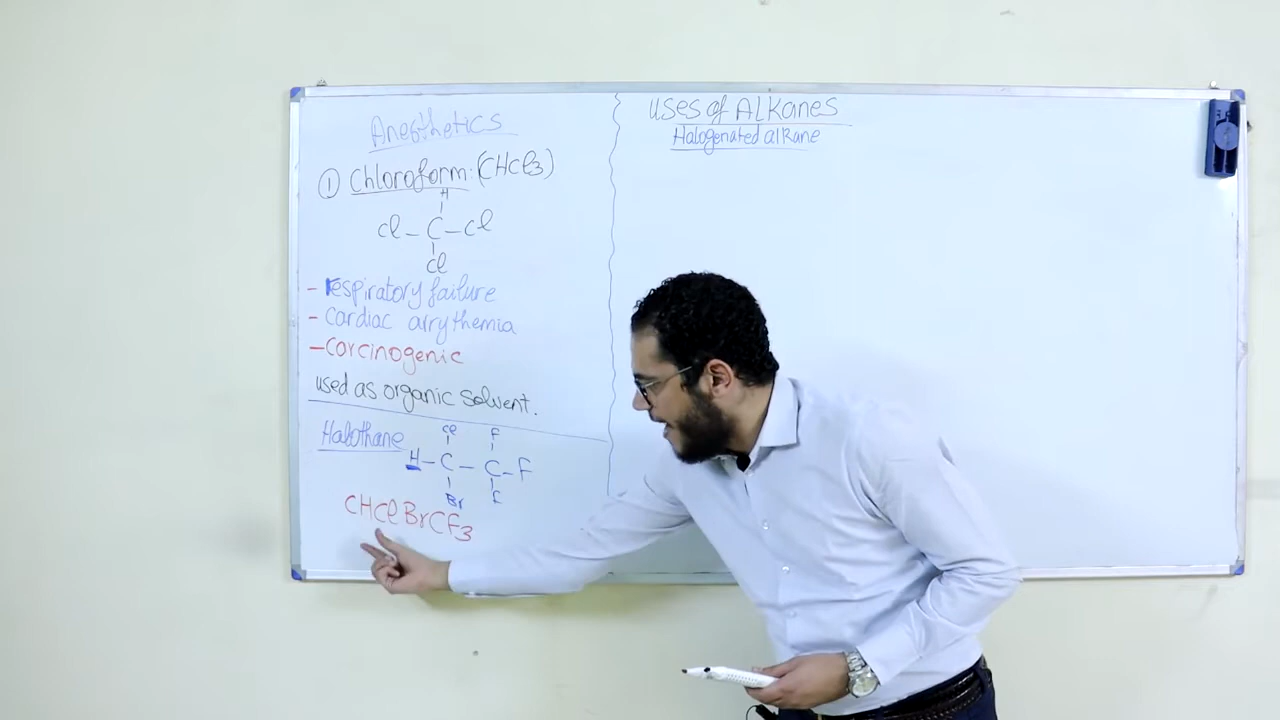 Anesthetics
① Chloroform: (CHCl3)
H
Cl - C - Cl
Cl
- respiratory failure
- Cardiac arrythemia
- Carcinogenic
used as organic solvent.
Halothane
Cl F
H - C - C - F
Br F
CHClBrCF3
Uses of Alkanes
Halogenated alkane